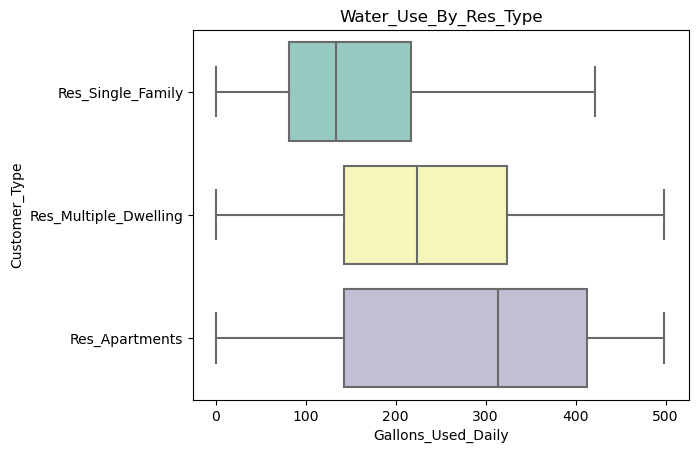 Water_Use_By_Res_Type
Customer_Type
Res_Single_Family
Res_Multiple_Dwelling
Res_Apartments
0 100 200 300 400 500
Gallons_Used_Daily